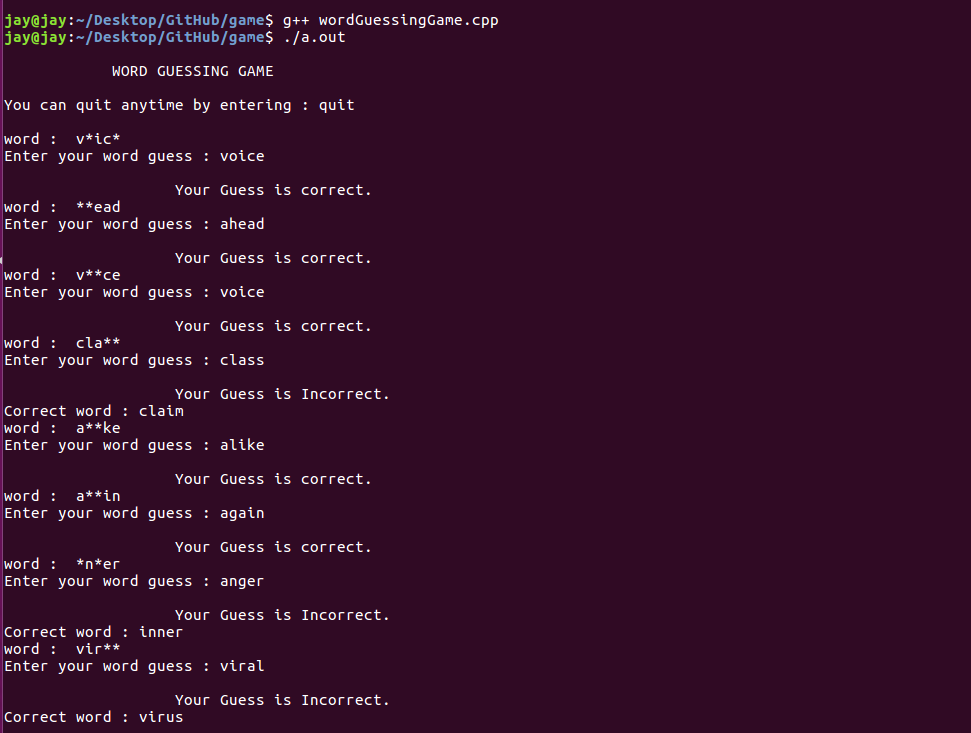 jay@jay:~/Desktop/GitHub/game$ g++ wordGuessingGame.cpp
jay@jay:~/Desktop/GitHub/game$ ./a.out
WORD GUESSING GAME
You can quit anytime by entering : quit
word :  v*ic*
Enter your word guess : voice
Your Guess is correct.
word :  **ead
Enter your word guess : ahead
Your Guess is correct.
word :  v**ce
Enter your word guess : voice
Your Guess is correct.
word :  cla**
Enter your word guess : class
Your Guess is Incorrect.
Correct word : claim
word :  a**ke
Enter your word guess : alike
Your Guess is correct.
word :  a**in
Enter your word guess : again
Your Guess is correct.
word :  *n*er
Enter your word guess : anger
Your Guess is Incorrect.
Correct word : inner
word :  vir**
Enter your word guess : viral
Your Guess is Incorrect.
Correct word : virus